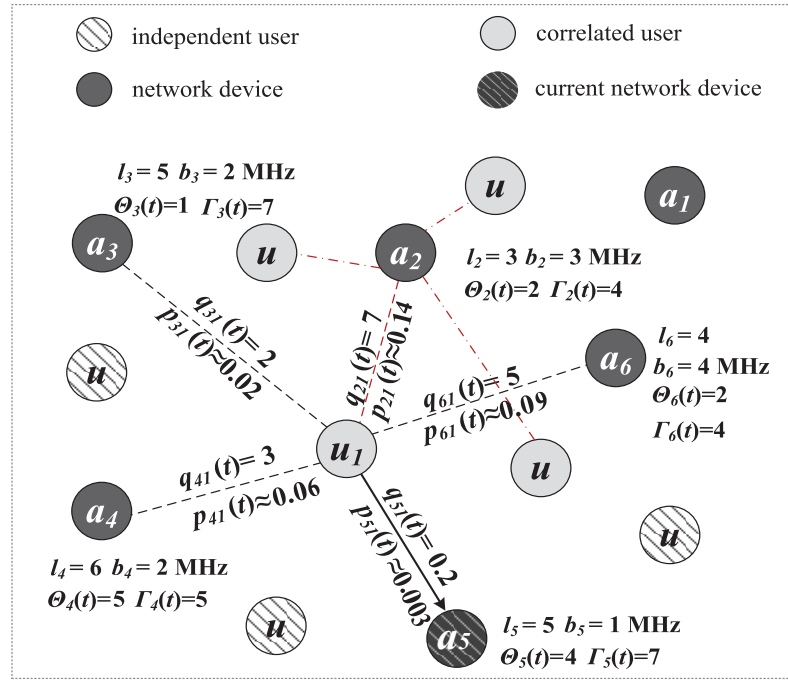 independent user
correlated user
network device
current network device
l₃ = 5 b₃ = 2 MHz
Θ₃(t)=1 Γ₃(t)=7
u
a₁
a₃
u
a₂
l₂ = 3 b₂ = 3 MHz
Θ₂(t)=2 Γ₂(t)=4
q₃₁(t)= 2
p₃₁(t)≈0.02
q₂₁(t)= 7
p₂₁(t)≈0.14
l₆ = 4
a₆
b₆ = 4 MHz
Θ₆(t)=2
Γ₆(t)=4
u
q₆₁(t)= 5
p₆₁(t)≈0.09
u₁
u
q₄₁(t)= 3
p₄₁(t)≈0.06
a₄
q₅₁(t)= 0.2
p₅₁(t)≈0.003
u
l₄ = 6 b₄ = 2 MHz
Θ₄(t)=5 Γ₄(t)=5
u
a₅
l₅ = 5 b₅ = 1 MHz
Θ₅(t)=4 Γ₅(t)=7